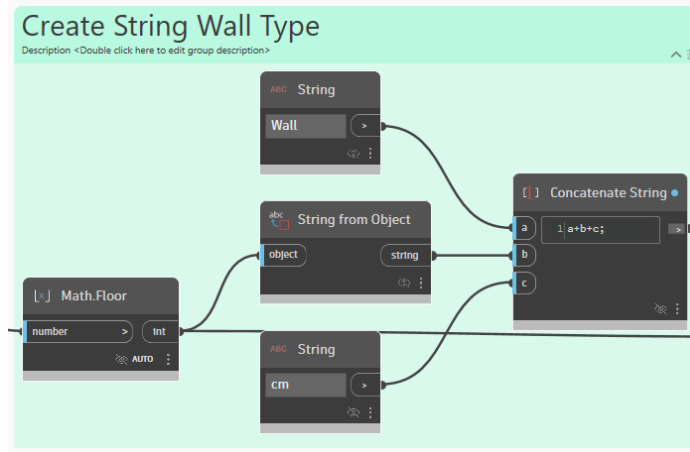 Create String Wall Type
Description <Double click here to edit group description>
ABC String
Wall >
abc String from Object
object string
[ ] Concatenate String
a 1 a+b+c; >
b
c
[x] Math.Floor
number > int
AUTO
ABC String
cm >